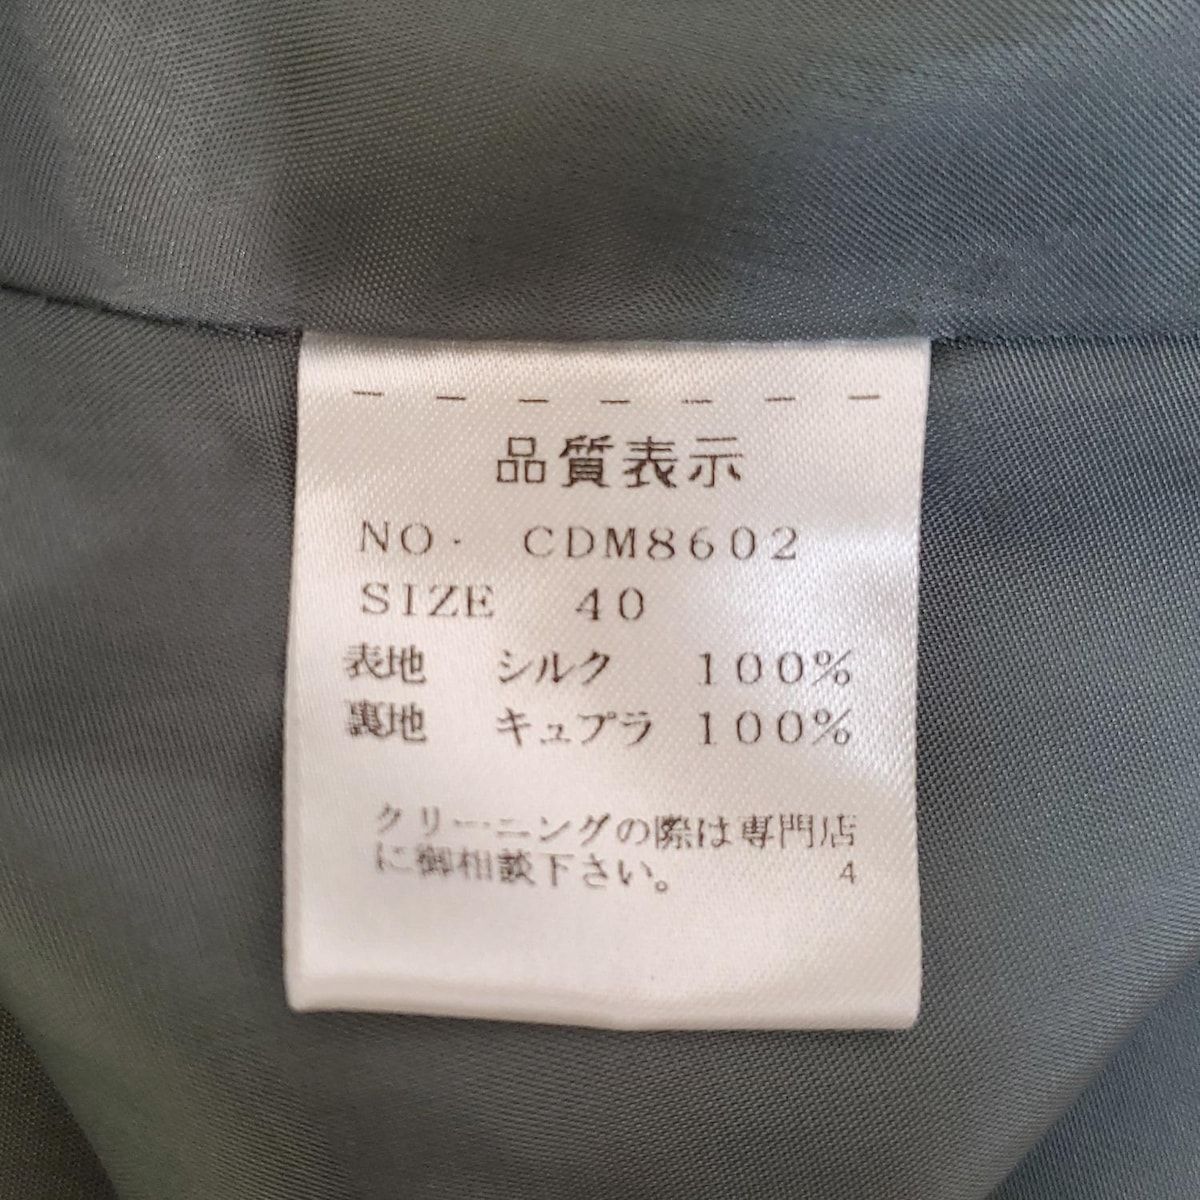 品質表示
NO. CDM8602
SIZE 40
表地 シルク 100%
裏地 キュプラ 100%
クリーニングの際は専門店
に御相談下さい。 4